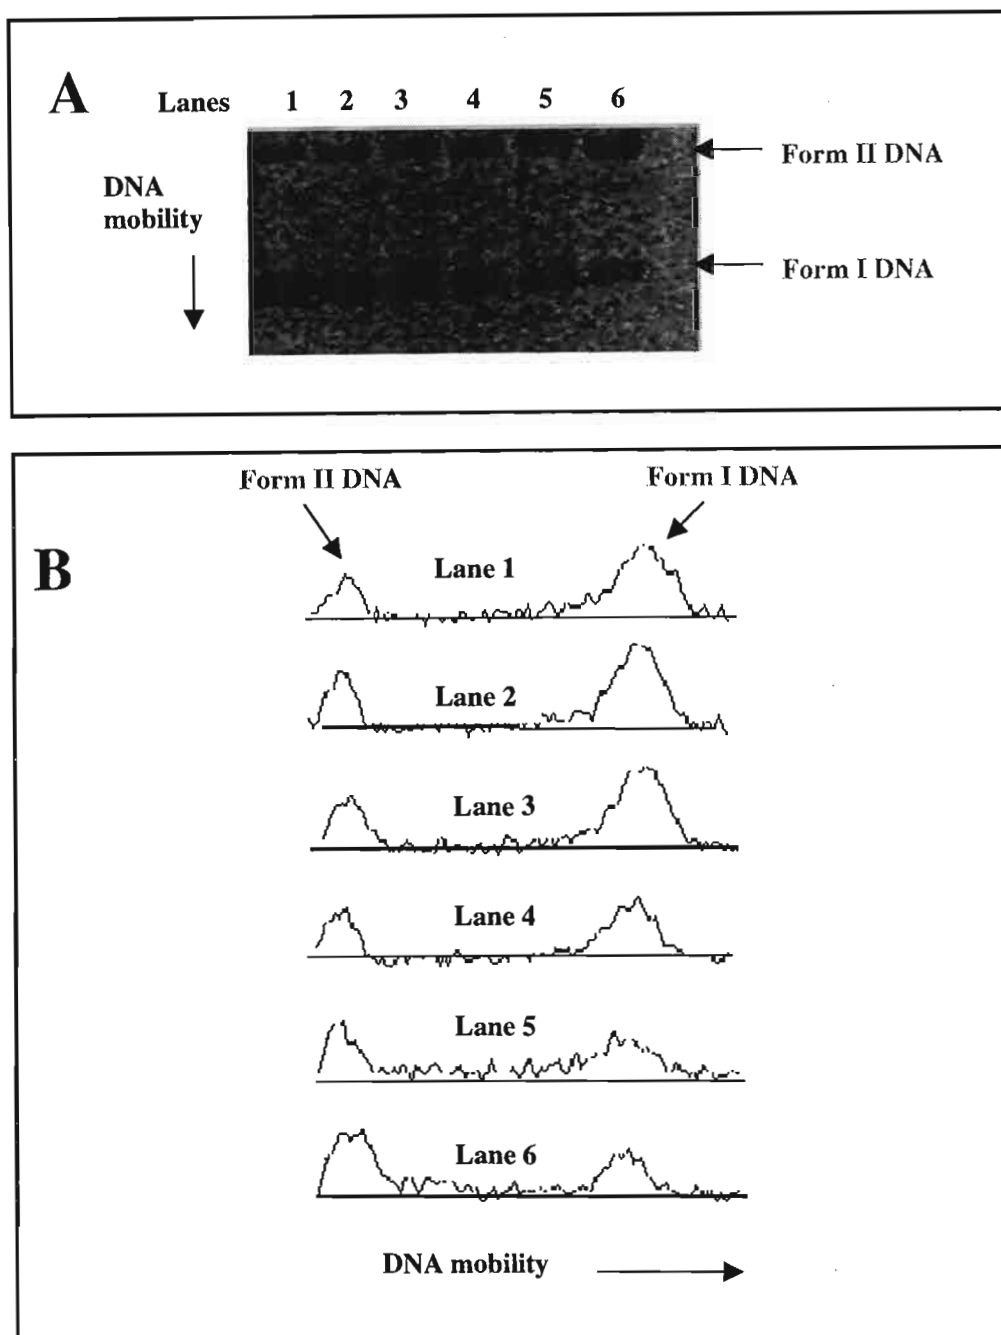 A
Lanes 1 2 3 4 5 6
DNA
mobility
Form II DNA
Form I DNA
B
Form II DNA
Form I DNA
Lane 1
Lane 2
Lane 3
Lane 4
Lane 5
Lane 6
DNA mobility